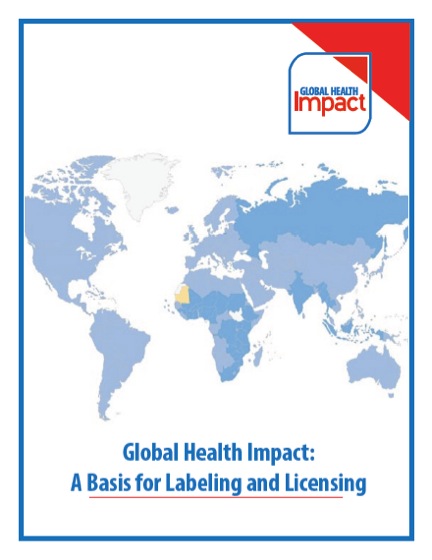 GLOBAL HEALTH
Impact
Global Health Impact:
A Basis for Labeling and Licensing